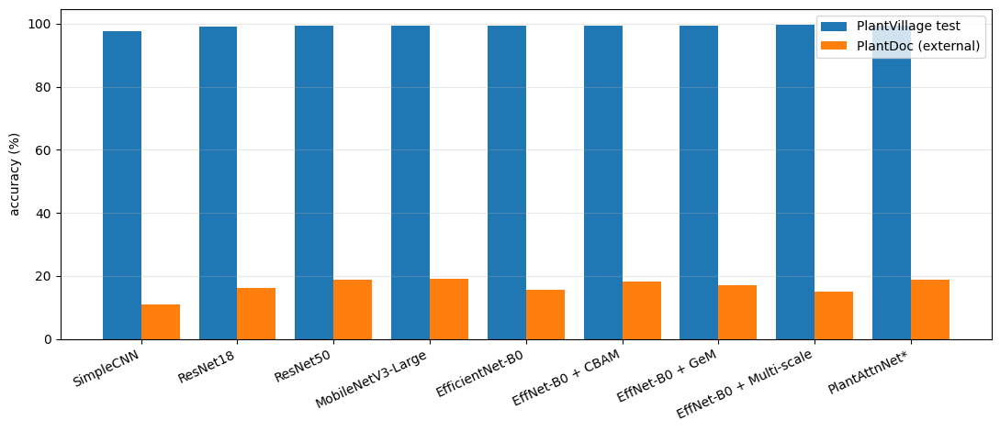 PlantVillage test
PlantDoc (external)
accuracy (%)
100
80
60
40
20
0
SimpleCNN
ResNet18
ResNet50
MobileNetV3-Large
EfficientNet-B0
EffNet-B0 + CBAM
EffNet-B0 + GeM
EffNet-B0 + Multi-scale
PlantAttnNet*